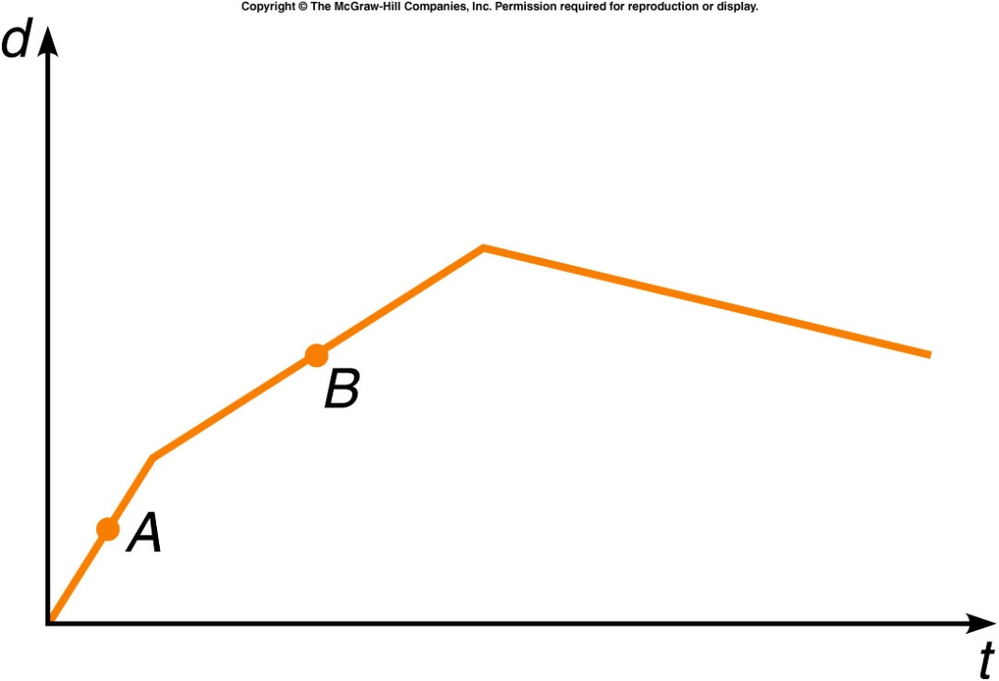 Copyright © The McGraw-Hill Companies, Inc. Permission required for reproduction or display.
d
B
A
t